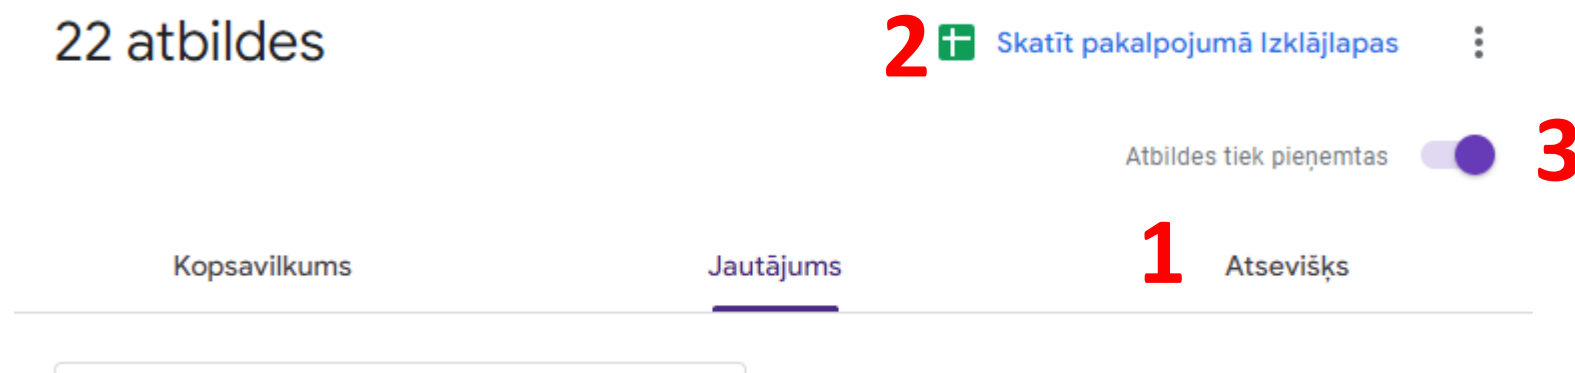 22 atbildes
2 Skatīt pakalpojumā Izklājlapas
Atbildes tiek pieņemtas 3
Kopsavilkums Jautājums 1 Atsevišķs